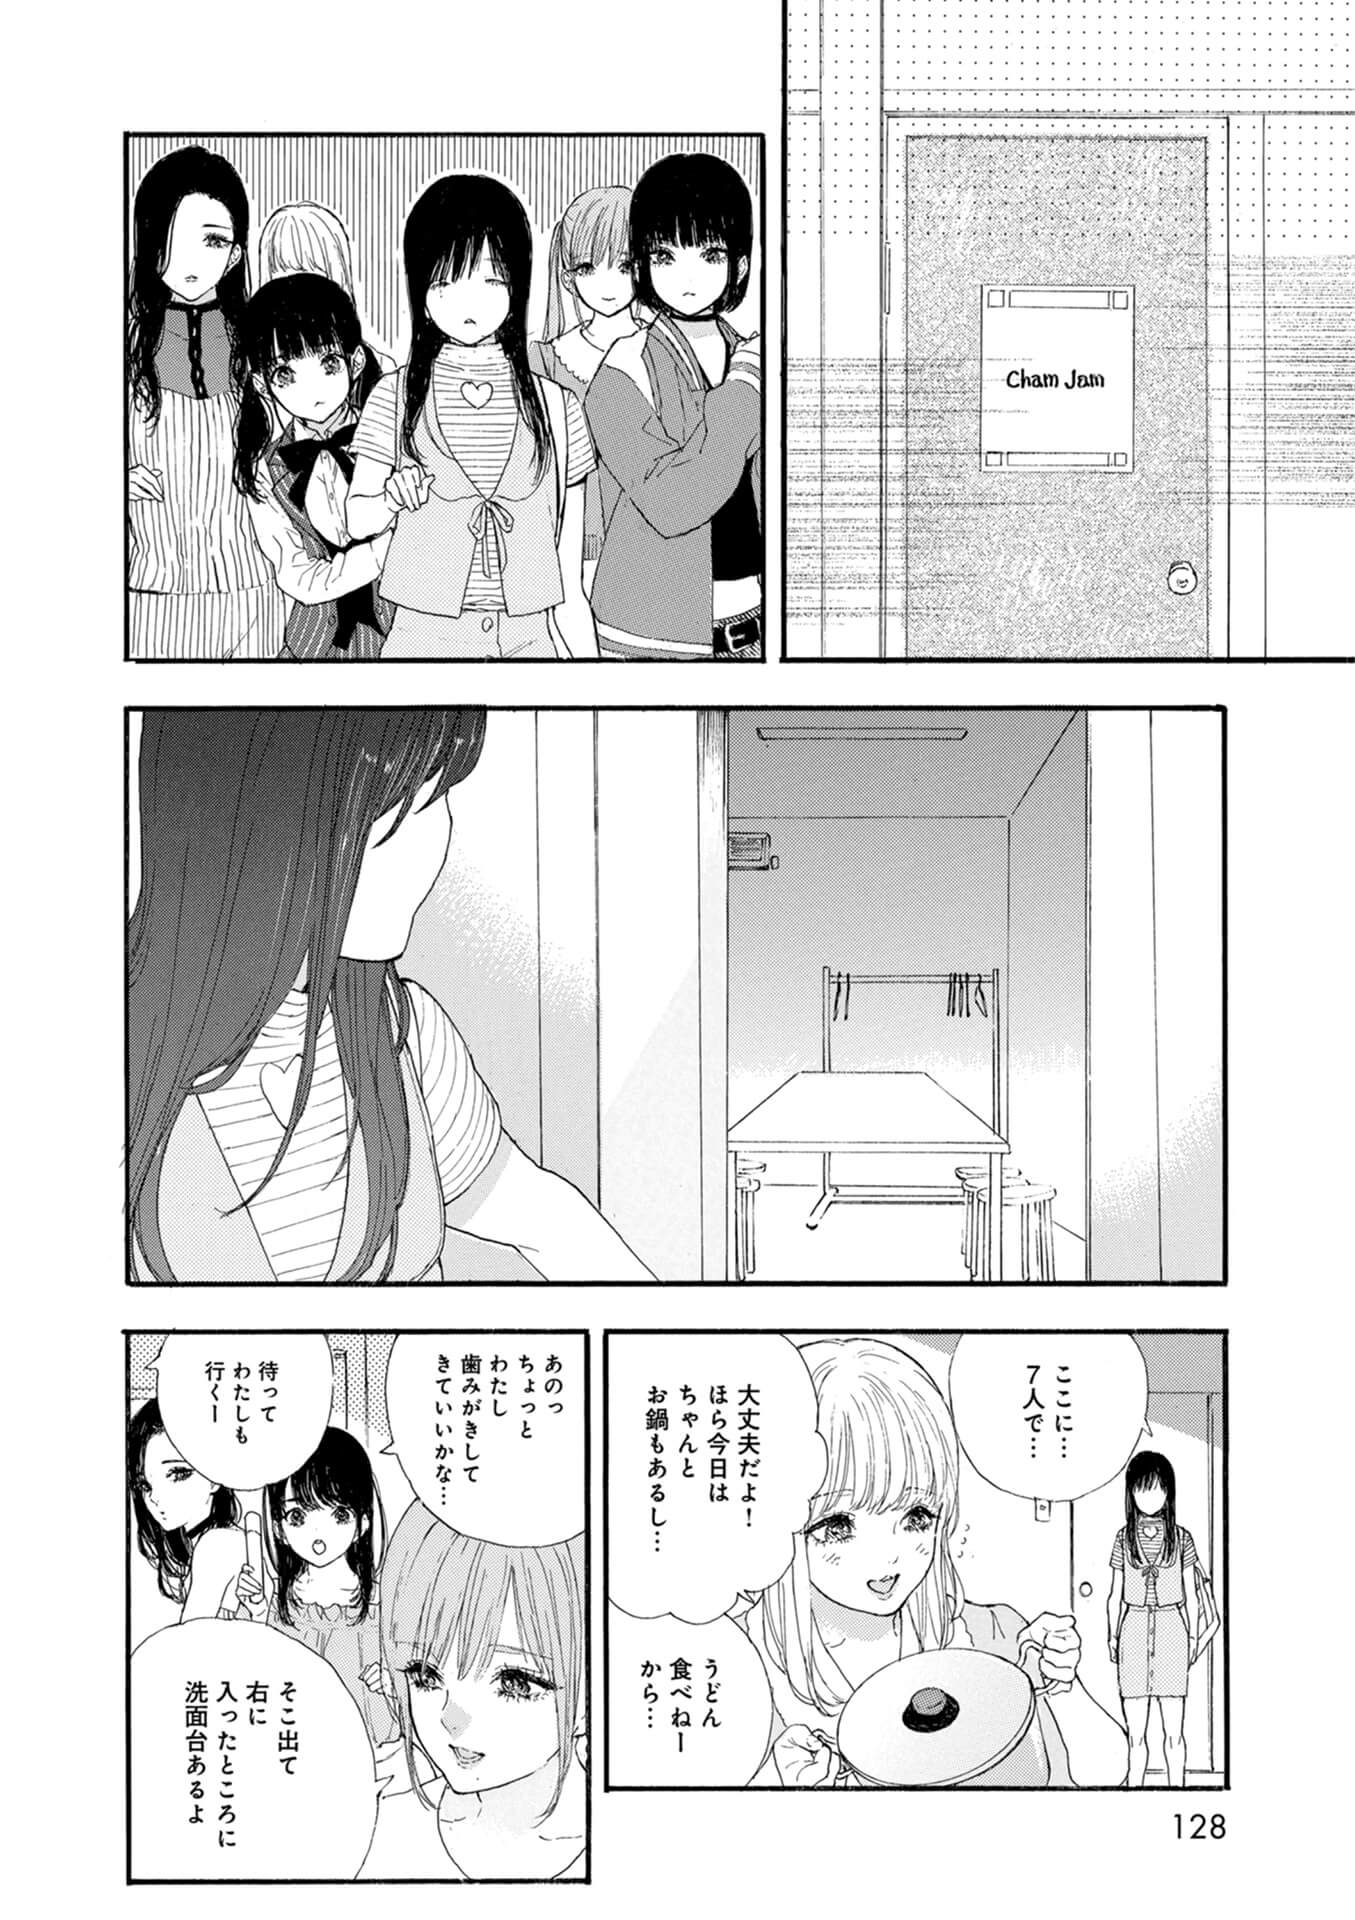 Cham Jam
ここに…
7人で…
大丈夫だよ!
ほら今日は
ちゃんと
お鍋もあるし…
うどん
食べねー
から…
あのっ
ちょっと
わたし
歯みがきして
きていいかな…
待って
わたしも
行くー
そこ出て
右に
入ったところに
洗面台あるよ
128